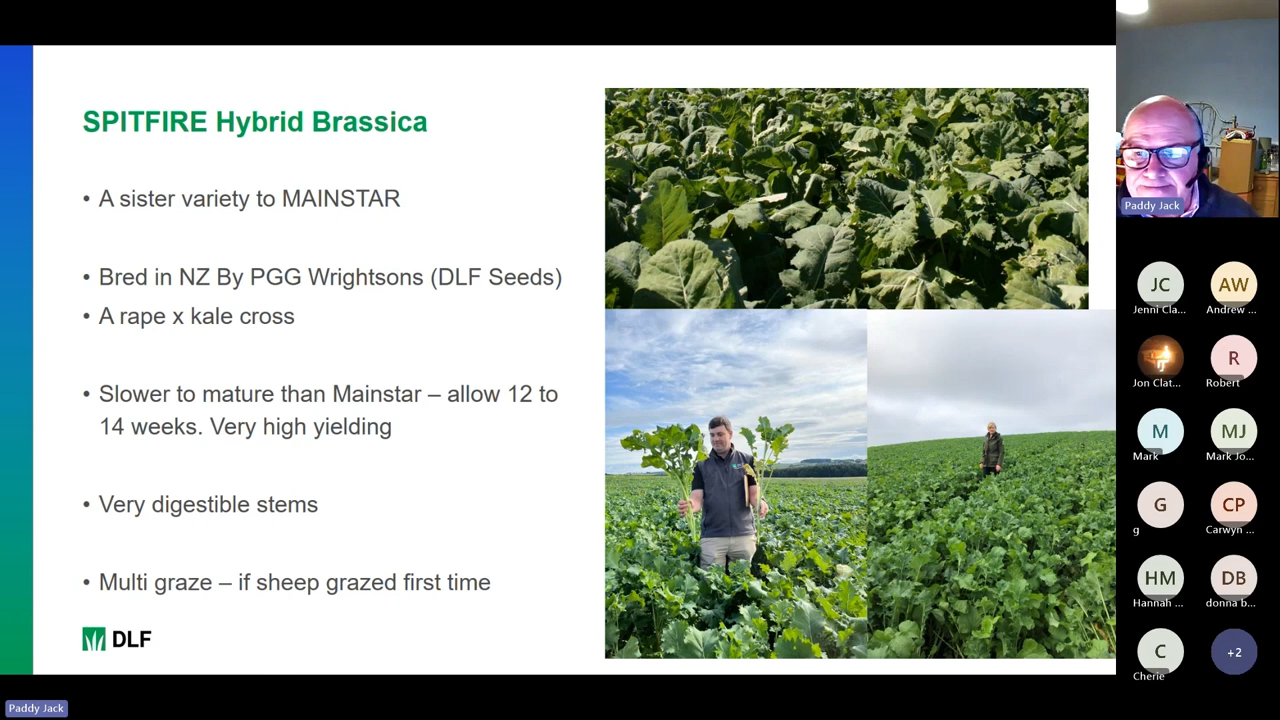 SPITFIRE Hybrid Brassica
• A sister variety to MAINSTAR
• Bred in NZ By PGG Wrightsons (DLF Seeds)
• A rape x kale cross
• Slower to mature than Mainstar – allow 12 to
14 weeks. Very high yielding
• Very digestible stems
• Multi graze – if sheep grazed first time
DLF
Paddy Jack
JC
Jenni Cla...
AW
Andrew ...
Jon Clat...
R
Robert
M
Mark
MJ
Mark Jo...
G
g
CP
Carwyn ...
HM
Hannah ...
DB
donna b...
C
Cherie
+2
Paddy Jack